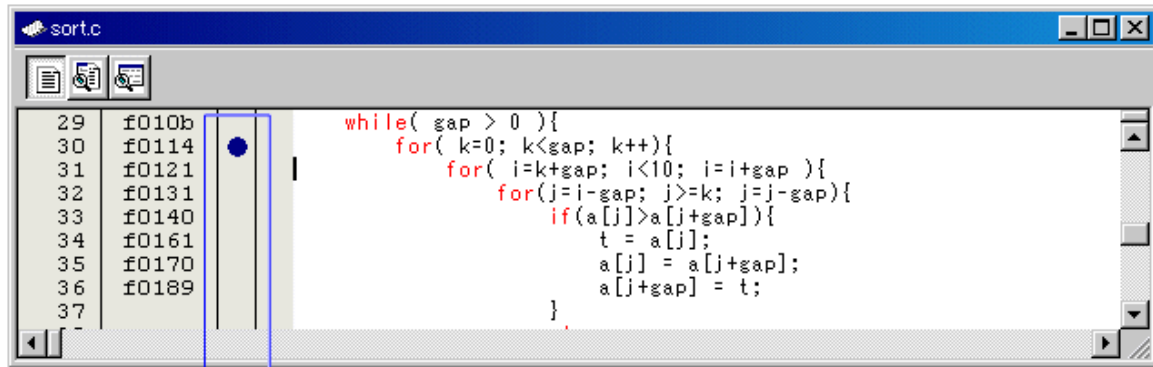 sort.c
29 f010b while( gap > 0 ){
30 f0114 for( k=0; k<gap; k++){
31 f0121 for( i=k+gap; i<10; i=i+gap ){
32 f0131 for(j=i-gap; j>=k; j=j-gap){
33 f0140 if(a[j]>a[j+gap]){
34 f0161 t = a[j];
35 f0170 a[j] = a[j+gap];
36 f0189 a[j+gap] = t;
37 }